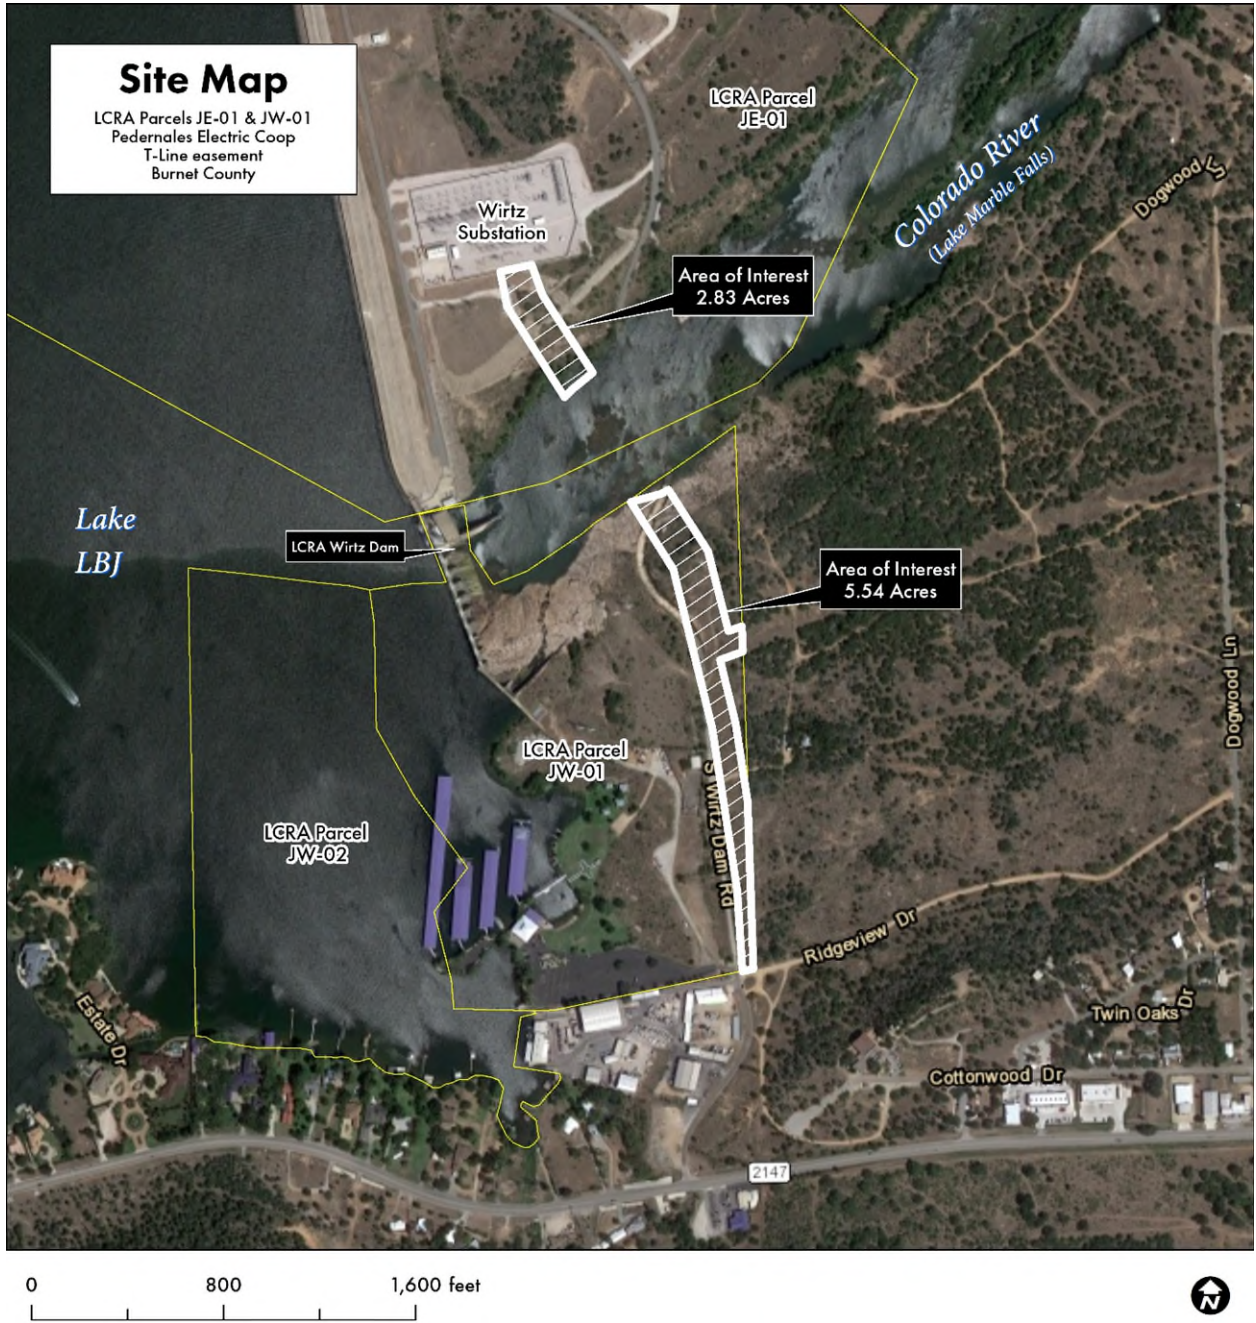 Site Map
LCRA Parcels JE-01 & JW-01
Pedernales Electric Coop
T-Line easement
Burnet County
LCRA Parcel
JE-01
Colorado River
(Lake Marble Falls)
Dogwood Ln
Wirtz
Substation
Area of Interest
2.83 Acres
Lake
LBJ
LCRA Wirtz Dam
Area of Interest
5.54 Acres
Dogwood Ln
LCRA Parcel
JW-01
S Wirtz Dam Rd
LCRA Parcel
JW-02
Ridgeview Dr
Estate Dr
Twin Oaks Dr
Cottonwood Dr
2147
0 800 1,600 feet
N